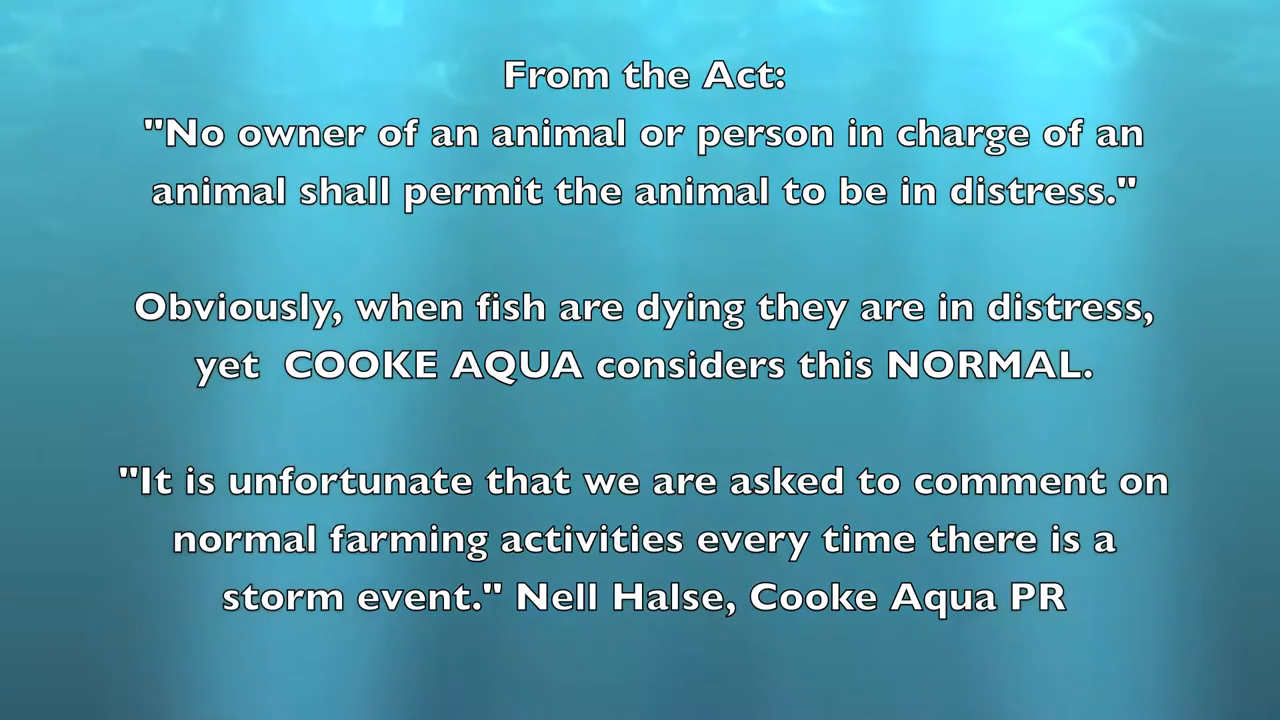 From the Act:
"No owner of an animal or person in charge of an
animal shall permit the animal to be in distress."
Obviously, when fish are dying they are in distress,
yet  COOKE AQUA considers this NORMAL.
"It is unfortunate that we are asked to comment on
normal farming activities every time there is a
storm event." Nell Halse, Cooke Aqua PR